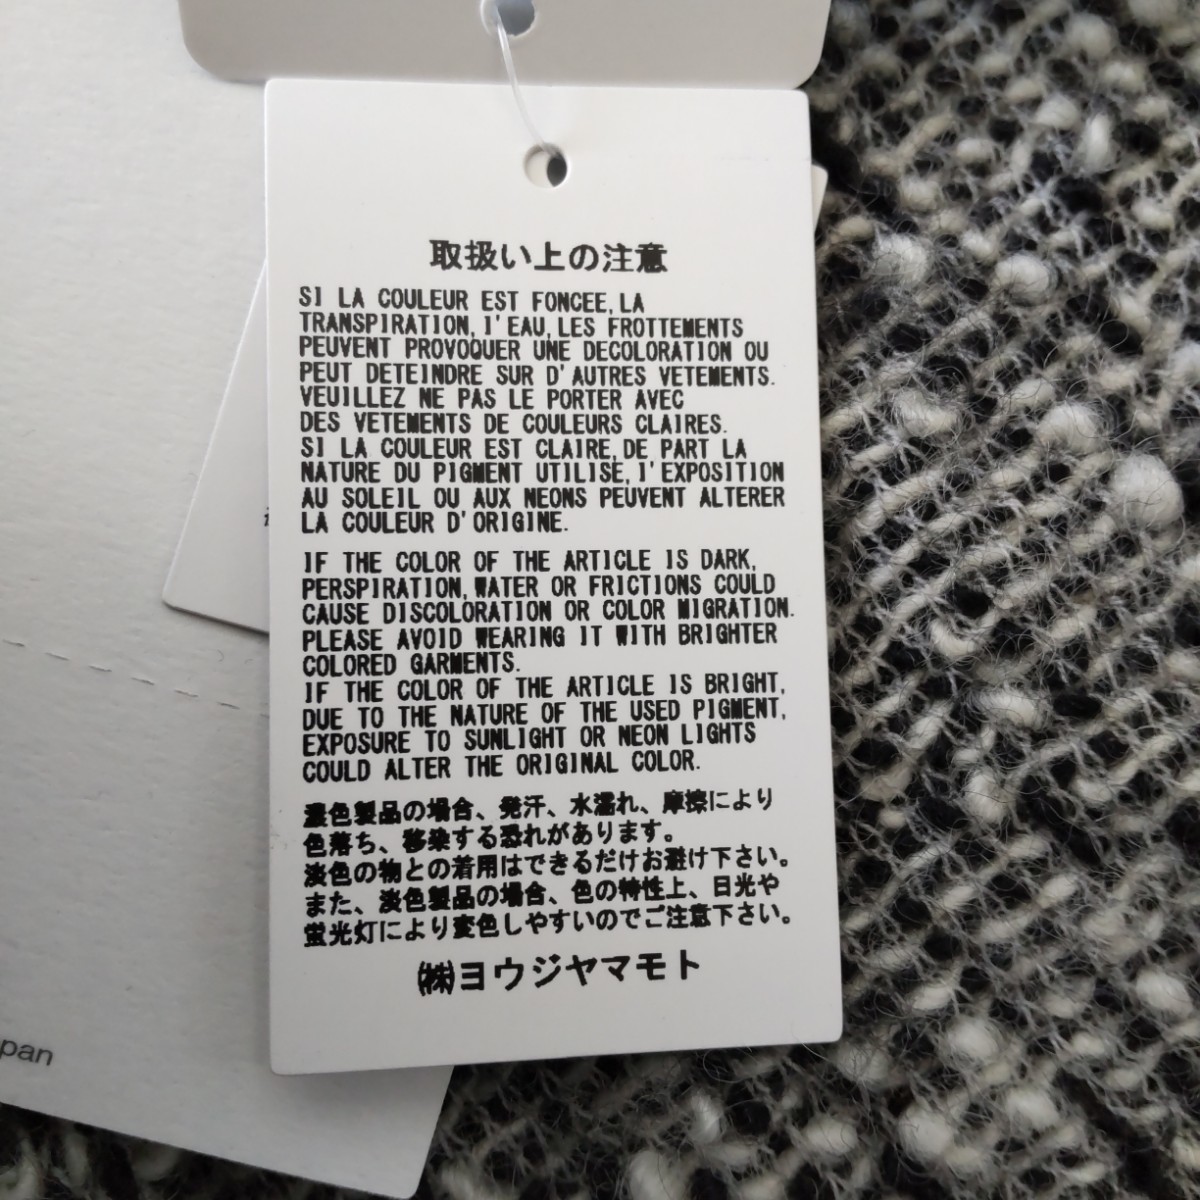 取扱い上の注意
SI LA COULEUR EST FONCEE, LA
TRANSPIRATION, I'EAU, LES FROTTEMENTS
PEUVENT PROVOQUER UNE DECOLORATION OU
PEUT DETEINDRE SUR D'AUTRES VETEMENTS.
VEUILLEZ NE PAS LE PORTER AVEC
DES VETEMENTS DE COULEURS CLAIRES.
SI LA COULEUR EST CLAIRE, DE PART LA
NATURE DU PIGMENT UTILISE, I'EXPOSITION
AU SOLEIL OU AUX NEONS PEUVENT ALTERER
LA COULEUR D'ORIGINE.
IF THE COLOR OF THE ARTICLE IS DARK,
PERSPIRATION, WATER OR FRICTIONS COULD
CAUSE DISCOLORATION OR COLOR MIGRATION.
PLEASE AVOID WEARING IT WITH BRIGHTER
COLORED GARMENTS.
IF THE COLOR OF THE ARTICLE IS BRIGHT,
DUE TO THE NATURE OF THE USED PIGMENT,
EXPOSURE TO SUNLIGHT OR NEON LIGHTS
COULD ALTER THE ORIGINAL COLOR.
濃色製品の場合、発汗、水濡れ、摩擦により
色落ち、移染する恐れがあります。
淡色の物との着用はできるだけお避け下さい。
また、淡色製品の場合、色の特性上、日光や
蛍光灯により変色しやすいのでご注意下さい。
㈱ヨウジヤマモト
pan